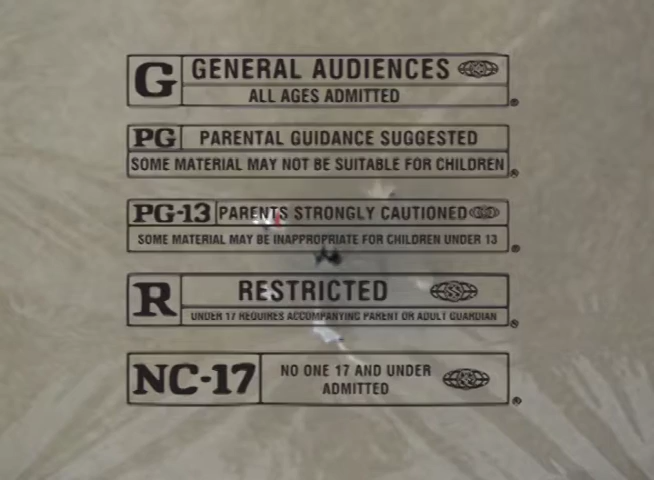 G GENERAL AUDIENCES
ALL AGES ADMITTED ®
PG PARENTAL GUIDANCE SUGGESTED
SOME MATERIAL MAY NOT BE SUITABLE FOR CHILDREN ®
PG-13 PARENTS STRONGLY CAUTIONED
SOME MATERIAL MAY BE INAPPROPRIATE FOR CHILDREN UNDER 13 ®
R RESTRICTED
UNDER 17 REQUIRES ACCOMPANYING PARENT OR ADULT GUARDIAN ®
NC-17 NO ONE 17 AND UNDER
ADMITTED ®